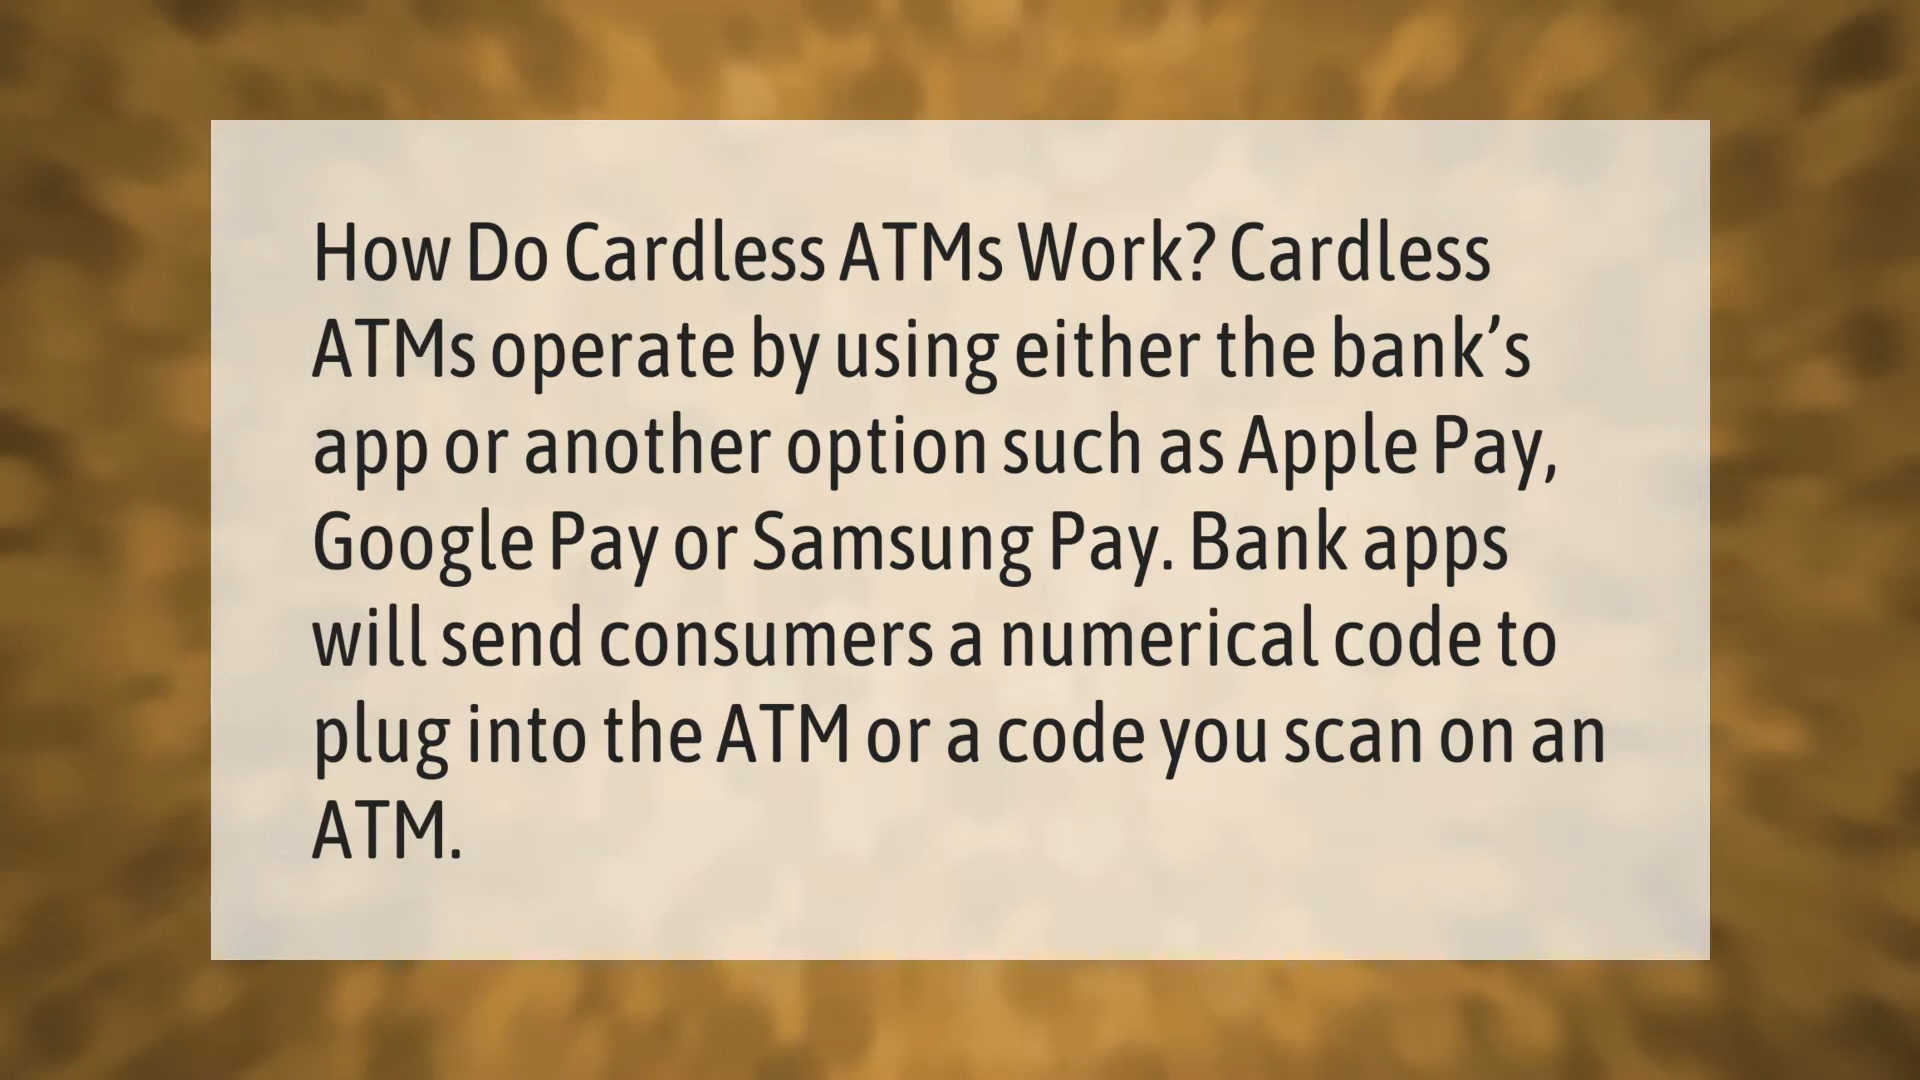 How Do Cardless ATMs Work? Cardless
ATMs operate by using either the bank’s
app or another option such as Apple Pay,
Google Pay or Samsung Pay. Bank apps
will send consumers a numerical code to
plug into the ATM or a code you scan on an
ATM.